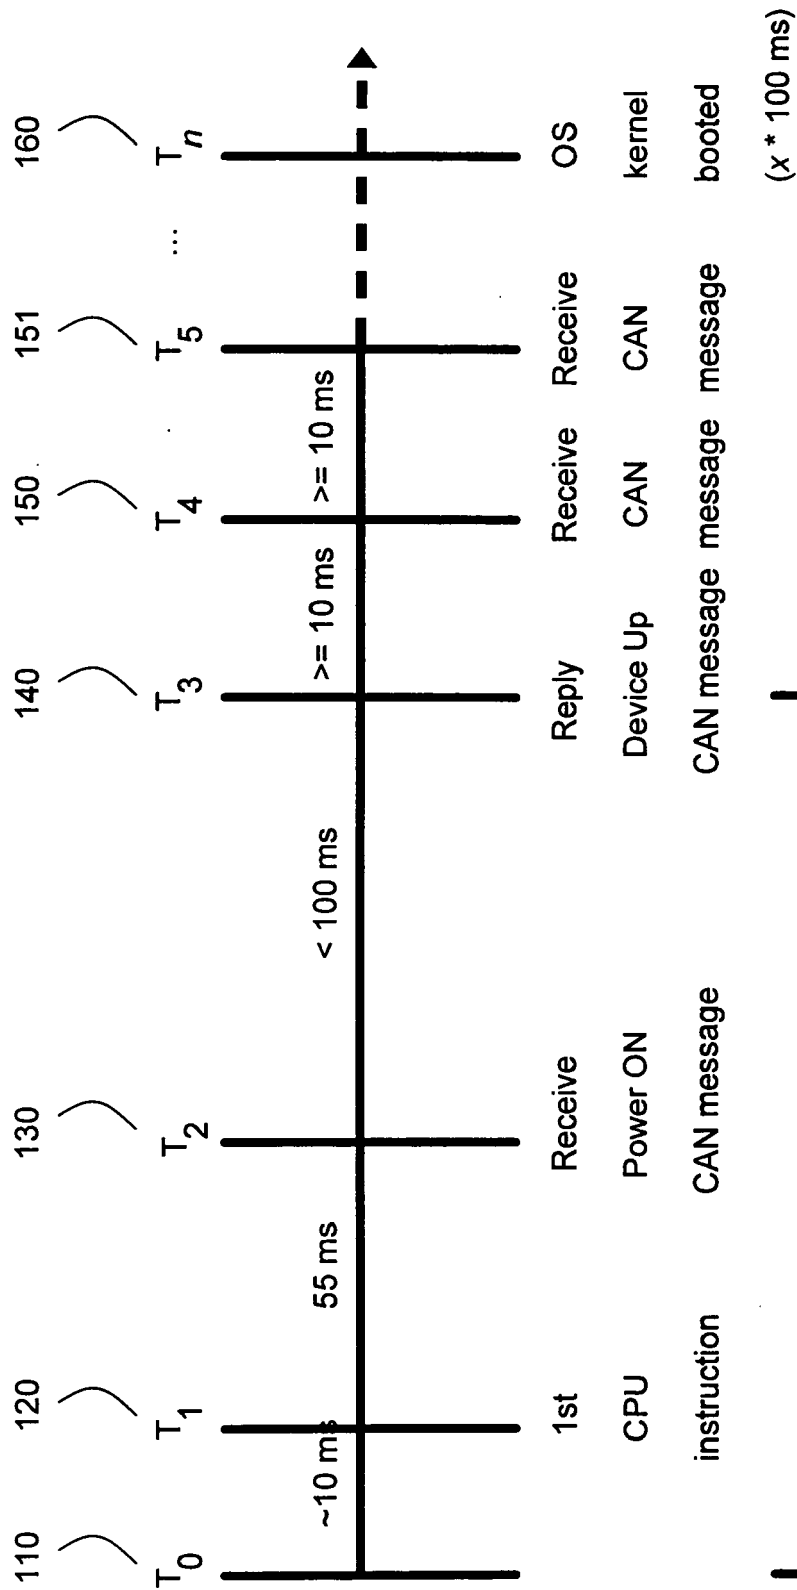 110 120 130 140 150 151 160
T0 T1 T2 T3 T4 T5 ... Tn
~10 ms 55 ms < 100 ms >= 10 ms >= 10 ms
1st
CPU
instruction
Receive
Power ON
CAN message
Reply
Device Up
CAN message
Receive
CAN
message
Receive
CAN
message
OS
kernel
booted
(x * 100 ms)